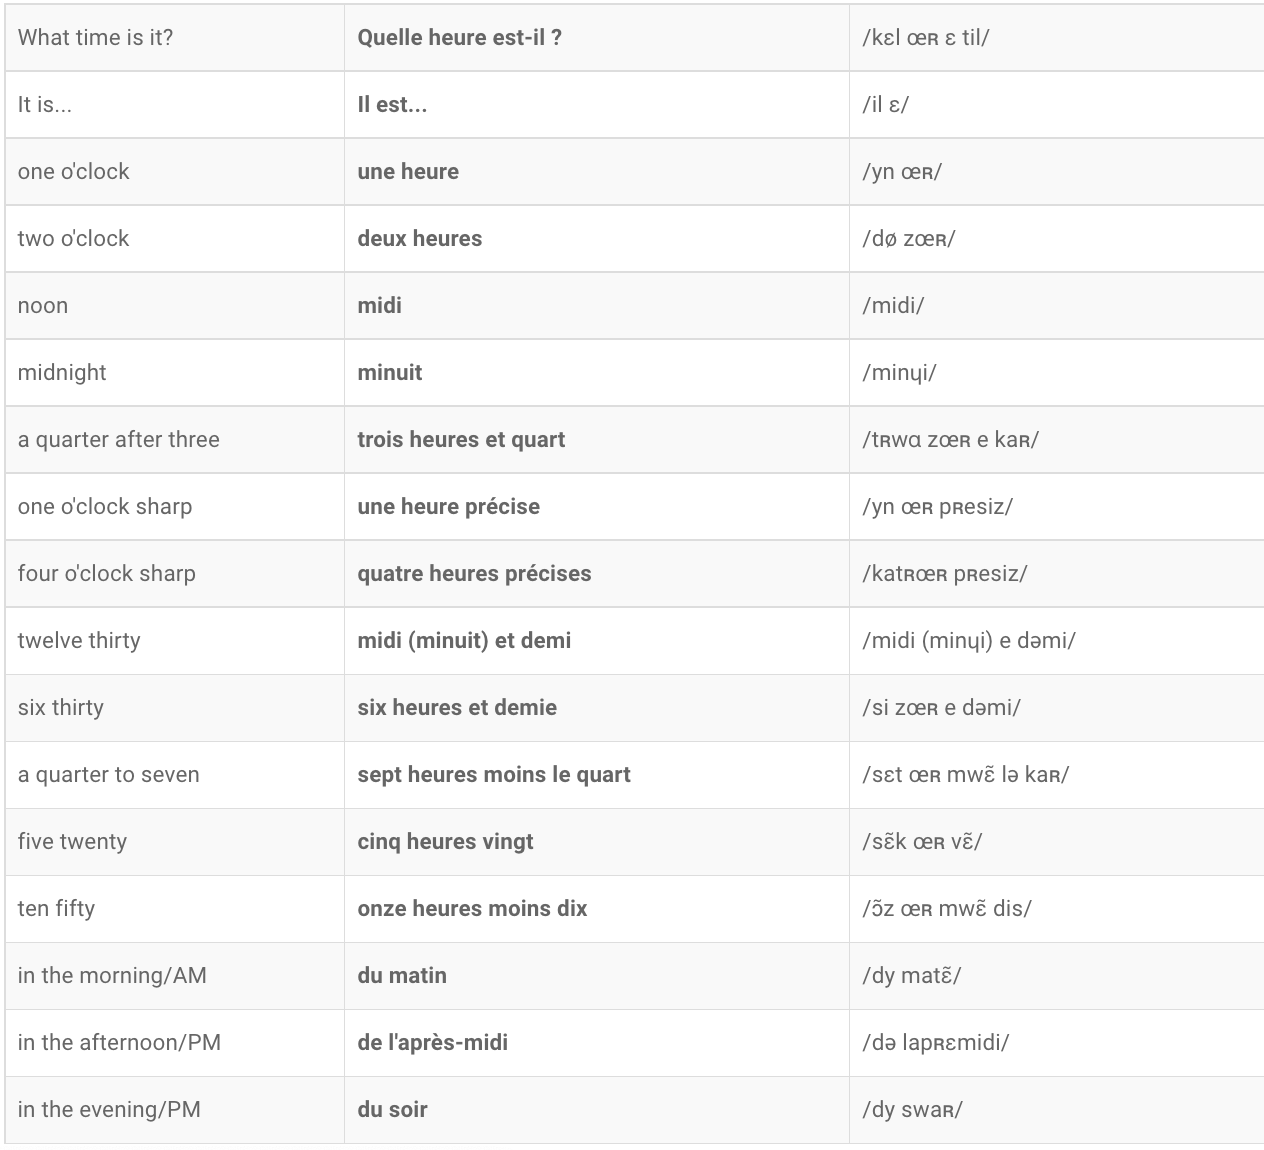 What time is it? Quelle heure est-il ? /kɛl œʀ ɛ til/
It is... Il est... /il ɛ/
one o'clock une heure /yn œʀ/
two o'clock deux heures /dø zœʀ/
noon midi /midi/
midnight minuit /minɥi/
a quarter after three trois heures et quart /tʀwɑ zœʀ e kaʀ/
one o'clock sharp une heure précise /yn œʀ pʀesiz/
four o'clock sharp quatre heures précises /katʀœʀ pʀesiz/
twelve thirty midi (minuit) et demi /midi (minɥi) e dəmi/
six thirty six heures et demie /si zœʀ e dəmi/
a quarter to seven sept heures moins le quart /sɛt œʀ mwɛ̃ lə kaʀ/
five twenty cinq heures vingt /sɛ̃k œʀ vɛ̃/
ten fifty onze heures moins dix /ɔ̃z œʀ mwɛ̃ dis/
in the morning/AM du matin /dy matɛ̃/
in the afternoon/PM de l'après-midi /də lapʀɛmidi/
in the evening/PM du soir /dy swaʀ/